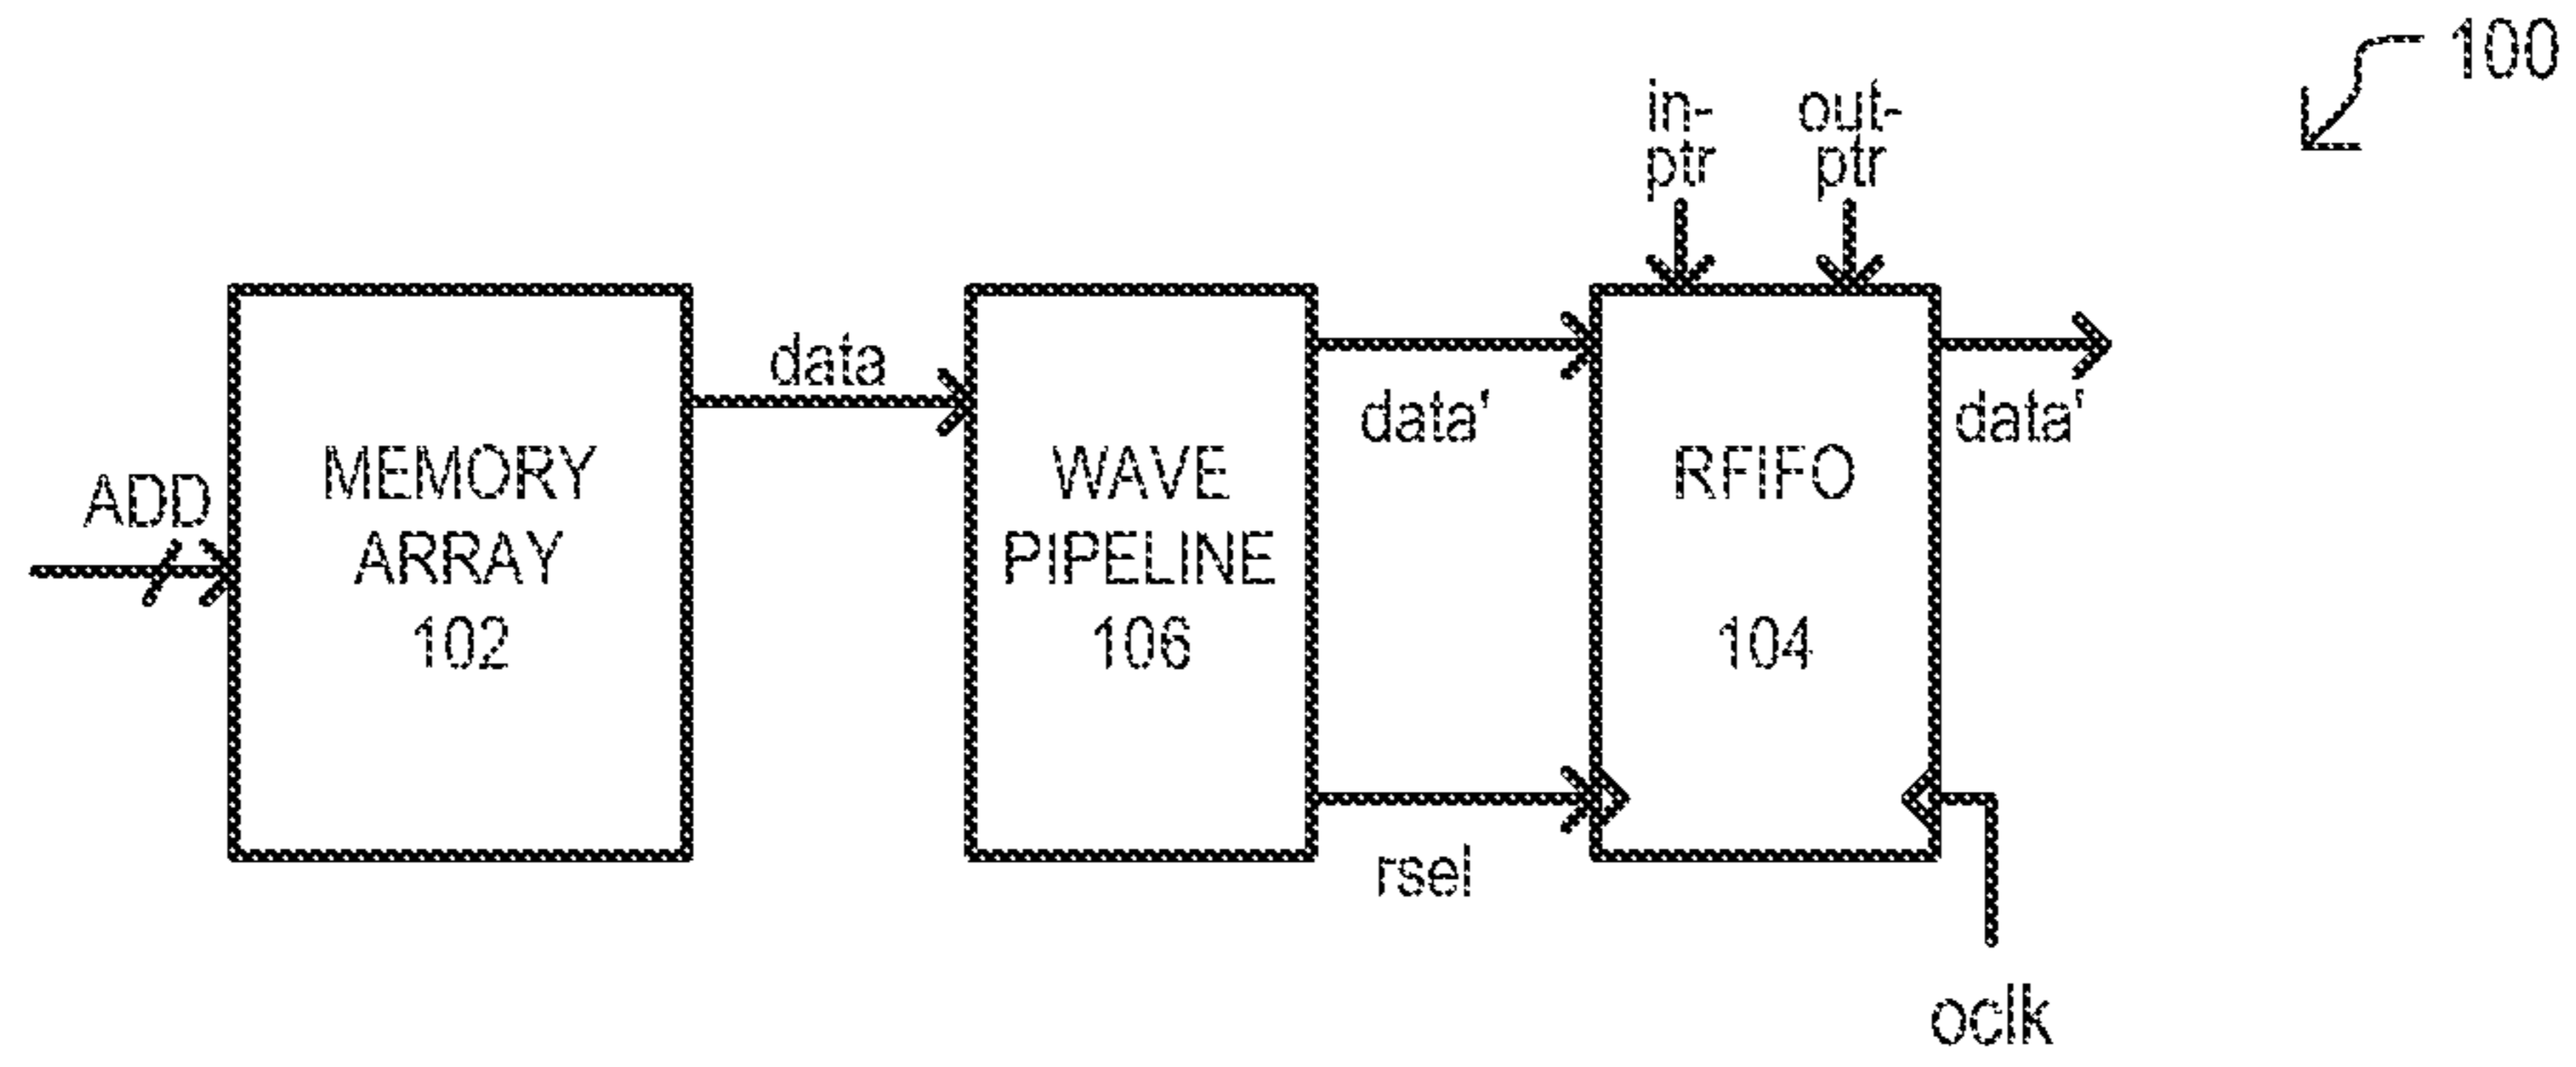 100
in-
ptr
out-
ptr
ADD
MEMORY
ARRAY
102
data
WAVE
PIPELINE
106
data'
rsel
RFIFO
104
data'
oclk